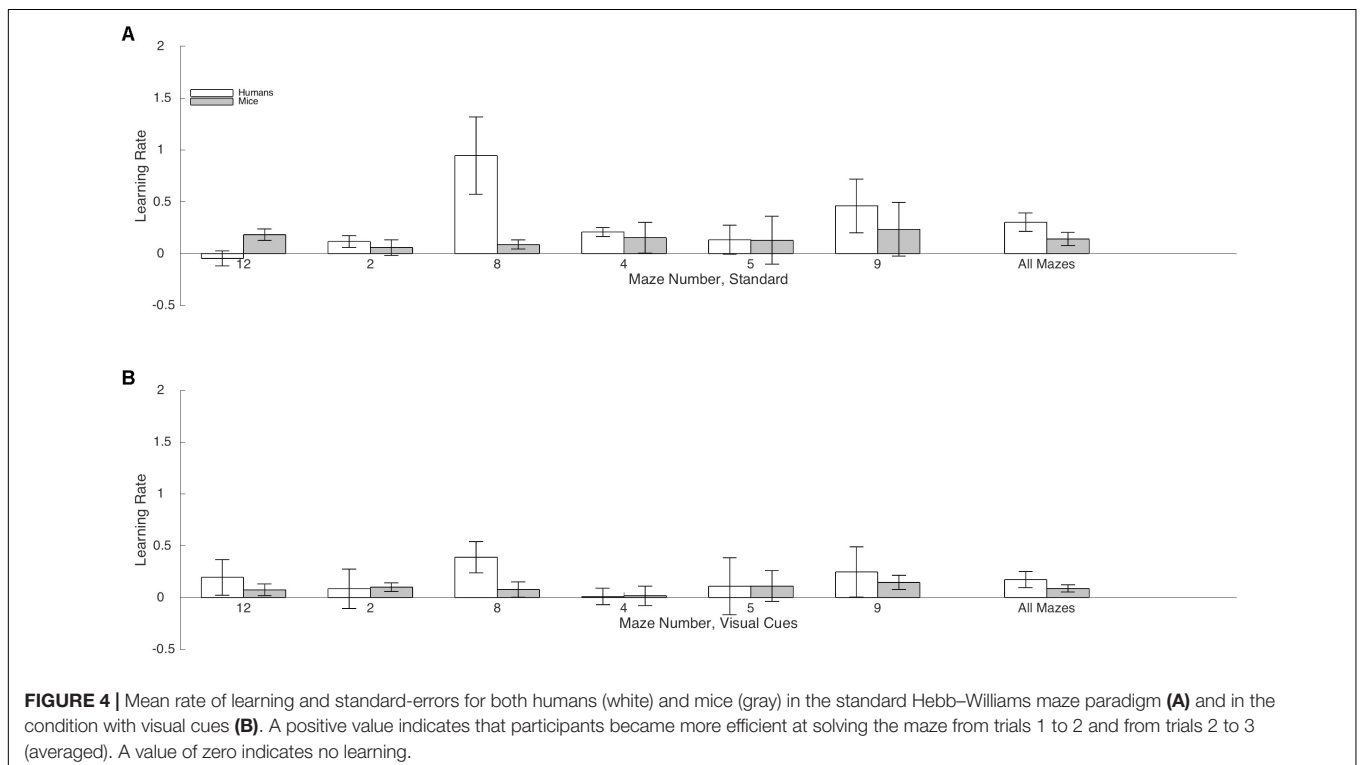 A
2
1.5
Humans
Mice
1
Learning Rate
0.5
0
-0.5
12 2 8 4 5 9 All Mazes
Maze Number, Standard
B
2
1.5
1
Learning Rate
0.5
0
-0.5
12 2 8 4 5 9 All Mazes
Maze Number, Visual Cues
FIGURE 4 | Mean rate of learning and standard-errors for both humans (white) and mice (gray) in the standard Hebb–Williams maze paradigm (A) and in the
condition with visual cues (B). A positive value indicates that participants became more efficient at solving the maze from trials 1 to 2 and from trials 2 to 3
(averaged). A value of zero indicates no learning.